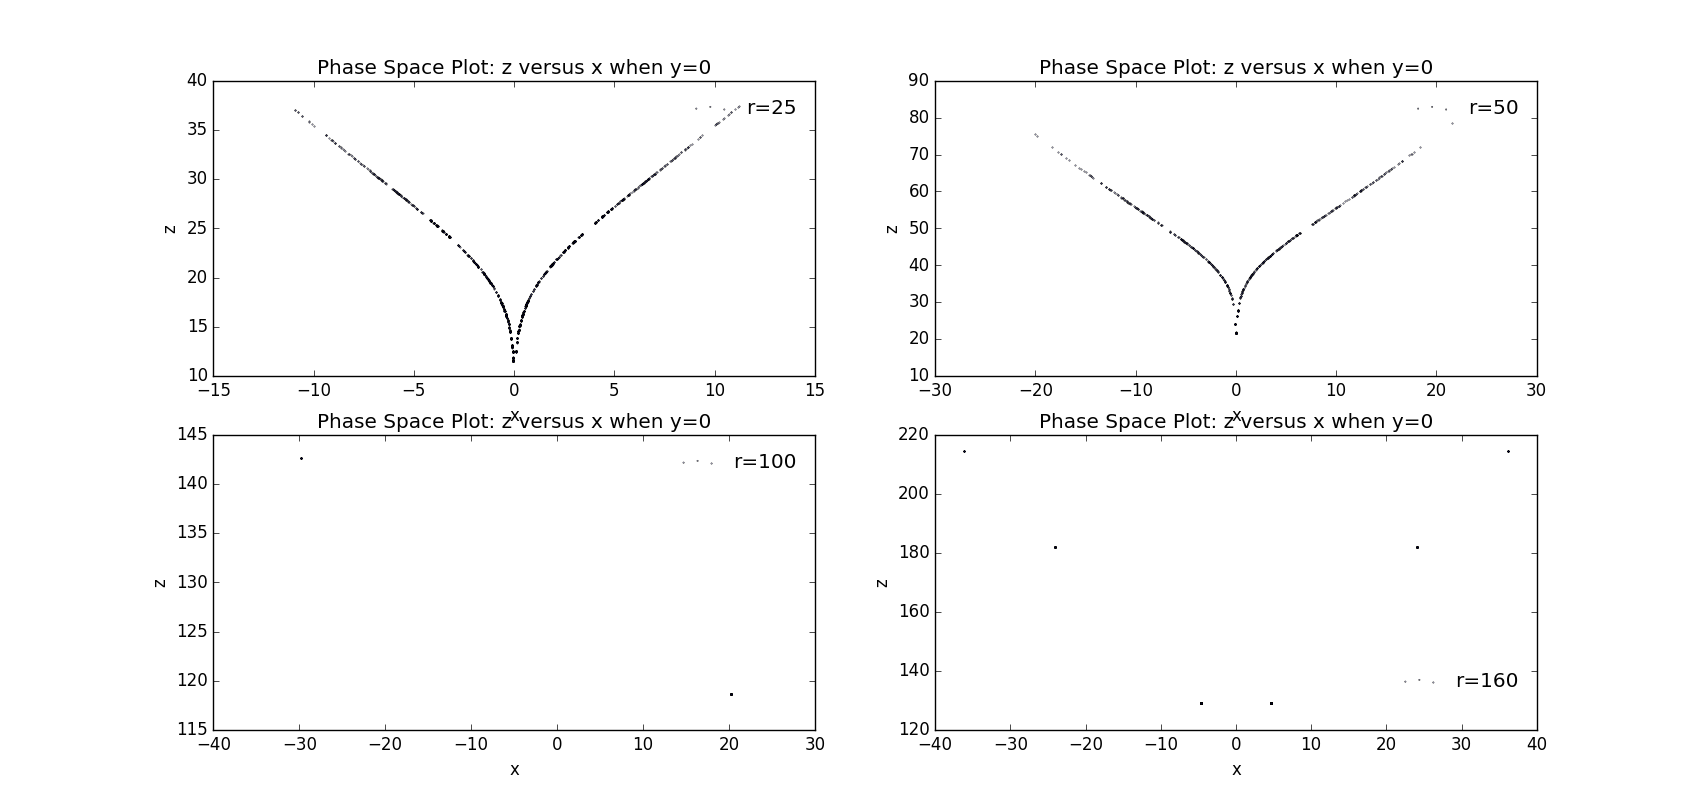 Phase Space Plot: z versus x when y=0
40
35
30
25
20
15
10
z
r=25
−15 −10 −5 0 5 10 15
x
Phase Space Plot: z versus x when y=0
90
80
70
60
50
40
30
20
10
z
r=50
−30 −20 −10 0 10 20 30
x
Phase Space Plot: z versus x when y=0
145
140
135
130
125
120
115
z
r=100
−40 −30 −20 −10 0 10 20 30
x
Phase Space Plot: z versus x when y=0
220
200
180
160
140
120
z
r=160
−40 −30 −20 −10 0 10 20 30 40
x